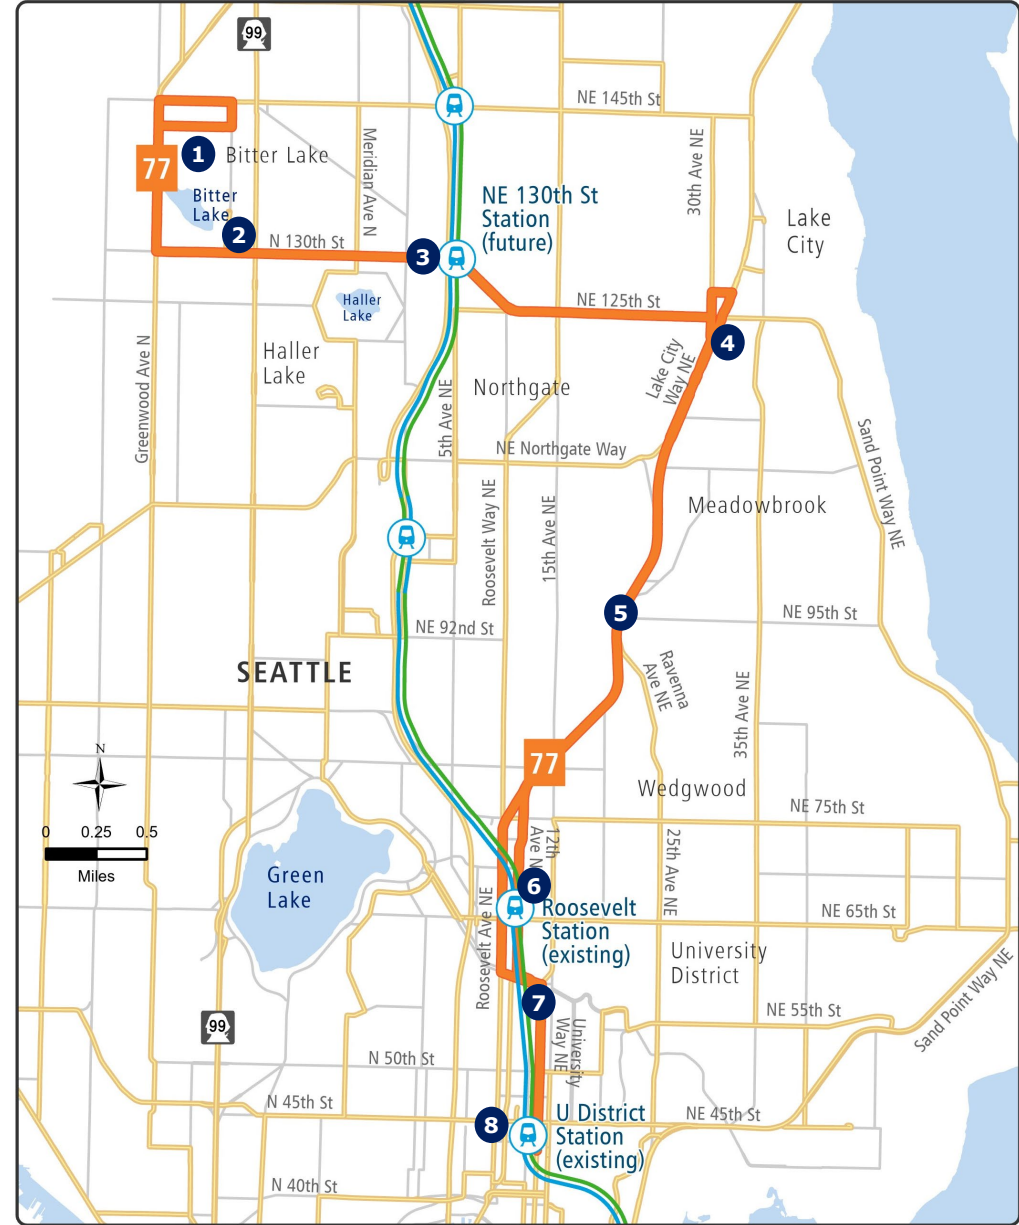 99
NE 145th St
Meridian Ave N
30th Ave NE
1
Bitter Lake
77
Bitter
Lake
NE 130th St
Station
(future)
Lake
City
2
N 130th St
3
Haller
Lake
NE 125th St
4
Haller
Lake
Greenwood Ave N
Lake City
Way NE
Northgate
5th Ave NE
NE Northgate Way
Sand Point Way NE
Roosevelt Way NE
15th Ave NE
Meadowbrook
5
NE 95th St
NE 92nd St
SEATTLE
Ravenna
Ave NE
35th Ave NE
N
77
Wedgwood
0 0.25 0.5
Miles
NE 75th St
12th
Ave N
25th Ave NE
Green
Lake
6
Roosevelt
Station
(existing)
Roosevelt Ave NE
NE 65th St
University
District
7
NE 55th St
Sand Point Way NE
99
University
Way NE
N 50th St
N 45th St
8
U District
Station
(existing)
NE 45th St
N 40th St